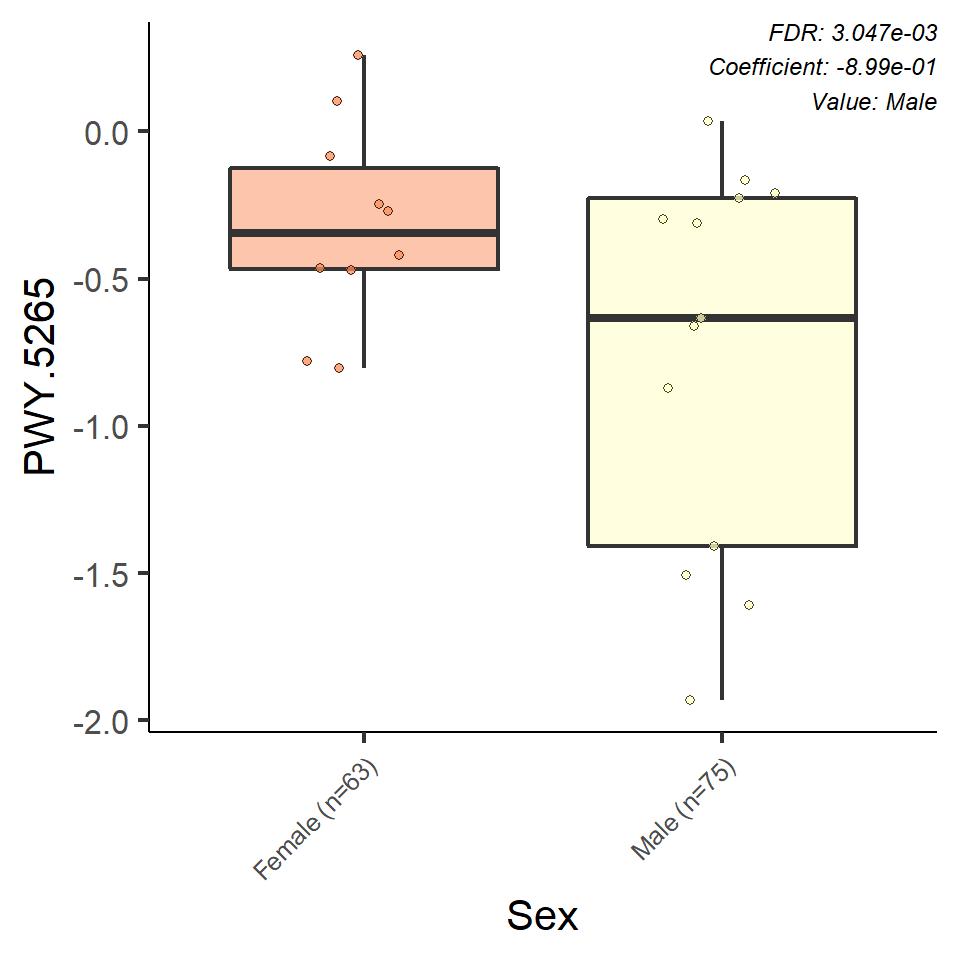 FDR: 3.047e-03
Coefficient: -8.99e-01
Value: Male
PWY.5265
0.0
-0.5
-1.0
-1.5
-2.0
Female (n=63)
Male (n=75)
Sex